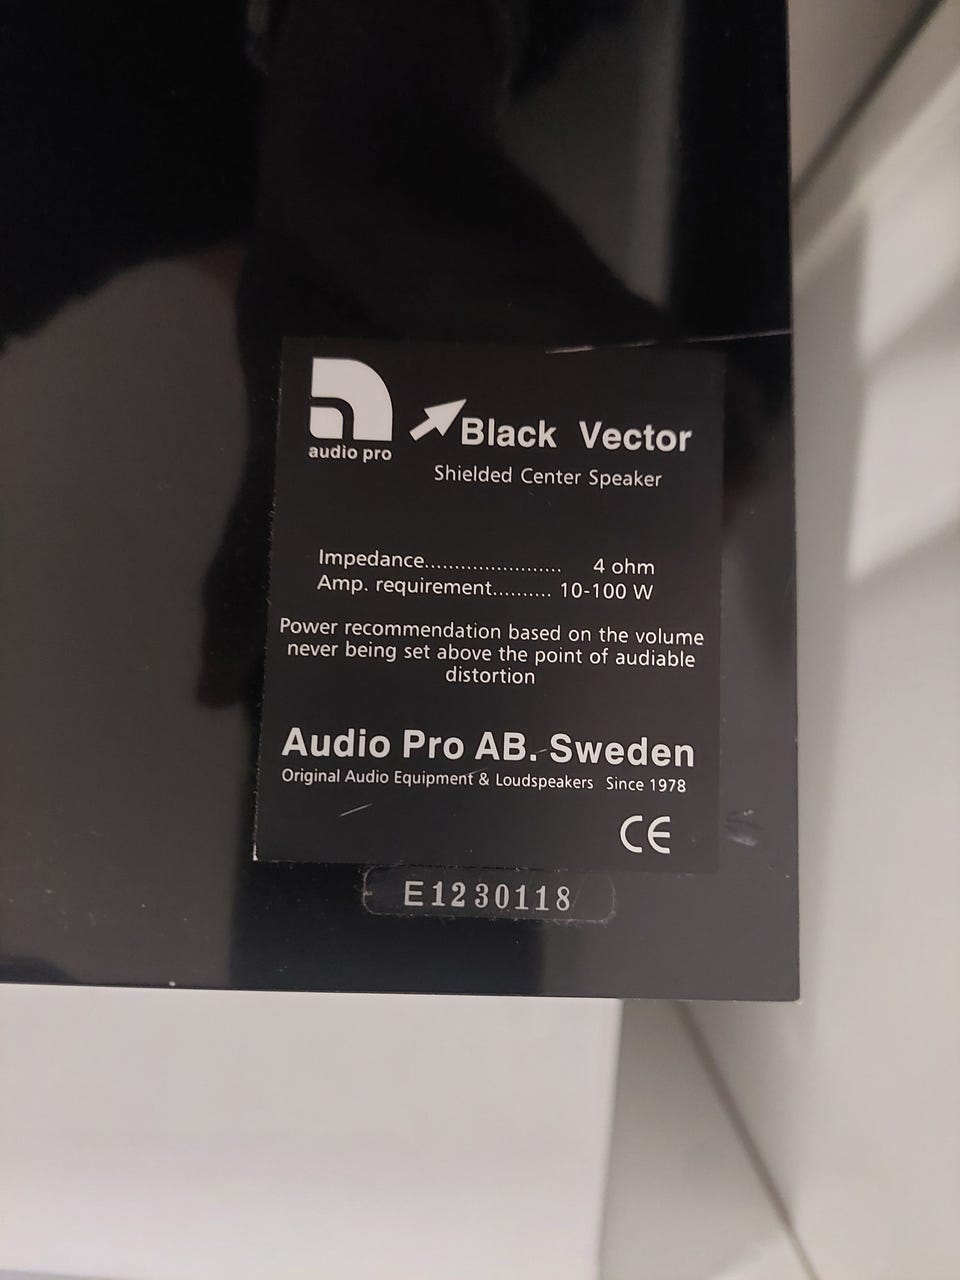 audio pro
Black Vector
Shielded Center Speaker
Impedance....................... 4 ohm
Amp. requirement.......... 10-100 W
Power recommendation based on the volume
never being set above the point of audiable
distortion
Audio Pro AB. Sweden
Original Audio Equipment & Loudspeakers Since 1978
CE
E1230118